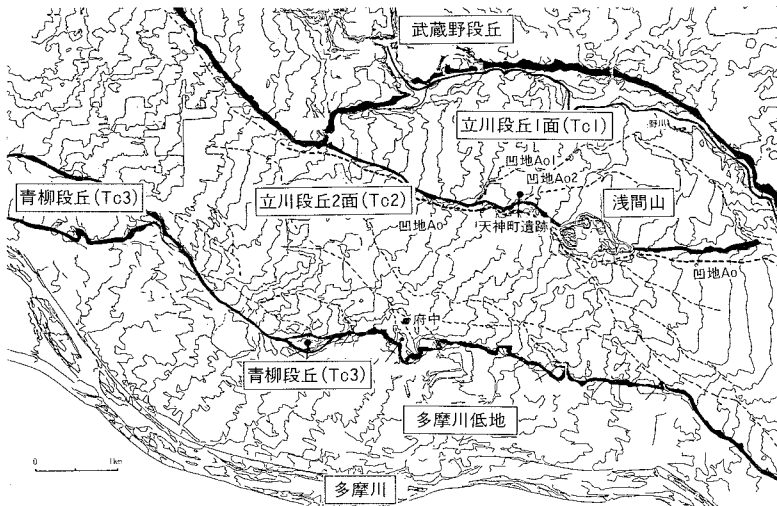 武蔵野段丘
立川段丘1面(Tc1)
野川
凹地Ao1
凹地Ao2
青柳段丘(Tc3)
立川段丘2面(Tc2)
浅間山
凹地Ao
天神町遺跡
凹地Ao
府中
青柳段丘(Tc3)
多摩川低地
0 1km
多摩川